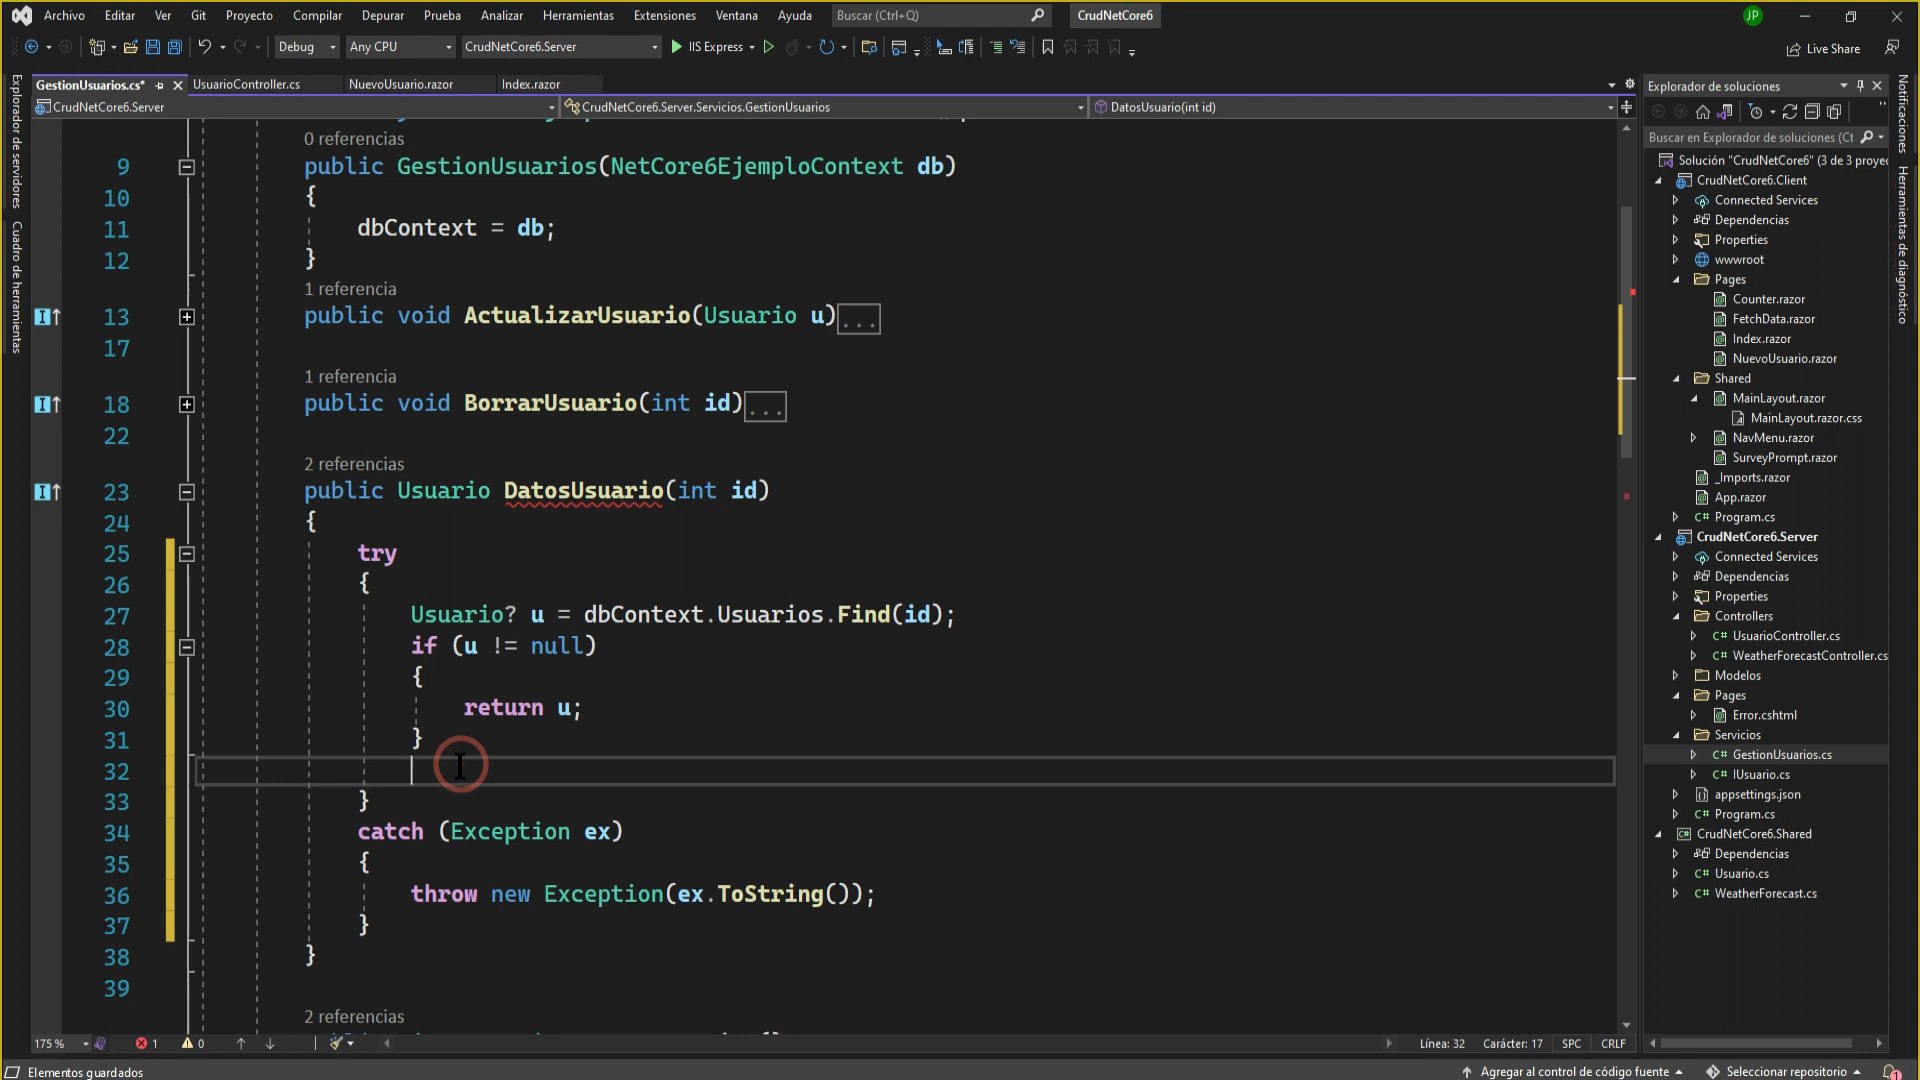 Archivo Editar Ver Git Proyecto Compilar Depurar Prueba Analizar Herramientas Extensiones Ventana Ayuda Buscar (Ctrl+Q) CrudNetCore6 JP
Debug Any CPU CrudNetCore6.Server IIS Express Live Share
GestionUsuarios.cs* UsuarioController.cs NuevoUsuario.razor Index.razor
CrudNetCore6.Server CrudNetCore6.Server.Servicios.GestionUsuarios DatosUsuario(int id)
Explorador de servidores
Cuadro de herramientas
0 referencias
9 public GestionUsuarios(NetCore6EjemploContext db)
10 {
11 dbContext = db;
12 }
1 referencia
13 public void ActualizarUsuario(Usuario u)...
17
1 referencia
18 public void BorrarUsuario(int id)...
22
2 referencias
23 public Usuario DatosUsuario(int id)
24 {
25 try
26 {
27 Usuario? u = dbContext.Usuarios.Find(id);
28 if (u != null)
29 {
30 return u;
31 }
32
33 }
34 catch (Exception ex)
35 {
36 throw new Exception(ex.ToString());
37 }
38 }
39
2 referencias
175 % 1 0 Línea: 32 Carácter: 17 SPC CRLF
Explorador de soluciones
Buscar en Explorador de soluciones (Ct
Solución "CrudNetCore6" (3 de 3 proyec
CrudNetCore6.Client
Connected Services
Dependencias
Properties
wwwroot
Pages
Counter.razor
FetchData.razor
Index.razor
NuevoUsuario.razor
Shared
MainLayout.razor
MainLayout.razor.css
NavMenu.razor
SurveyPrompt.razor
_Imports.razor
App.razor
C# Program.cs
CrudNetCore6.Server
Connected Services
Dependencias
Properties
Controllers
C# UsuarioController.cs
C# WeatherForecastController.cs
Modelos
Pages
Error.cshtml
Servicios
C# GestionUsuarios.cs
C# IUsuario.cs
appsettings.json
C# Program.cs
C# CrudNetCore6.Shared
Dependencias
C# Usuario.cs
C# WeatherForecast.cs
Notificaciones
Herramientas de diagnóstico
Elementos guardados Agregar al control de código fuente Seleccionar repositorio 1